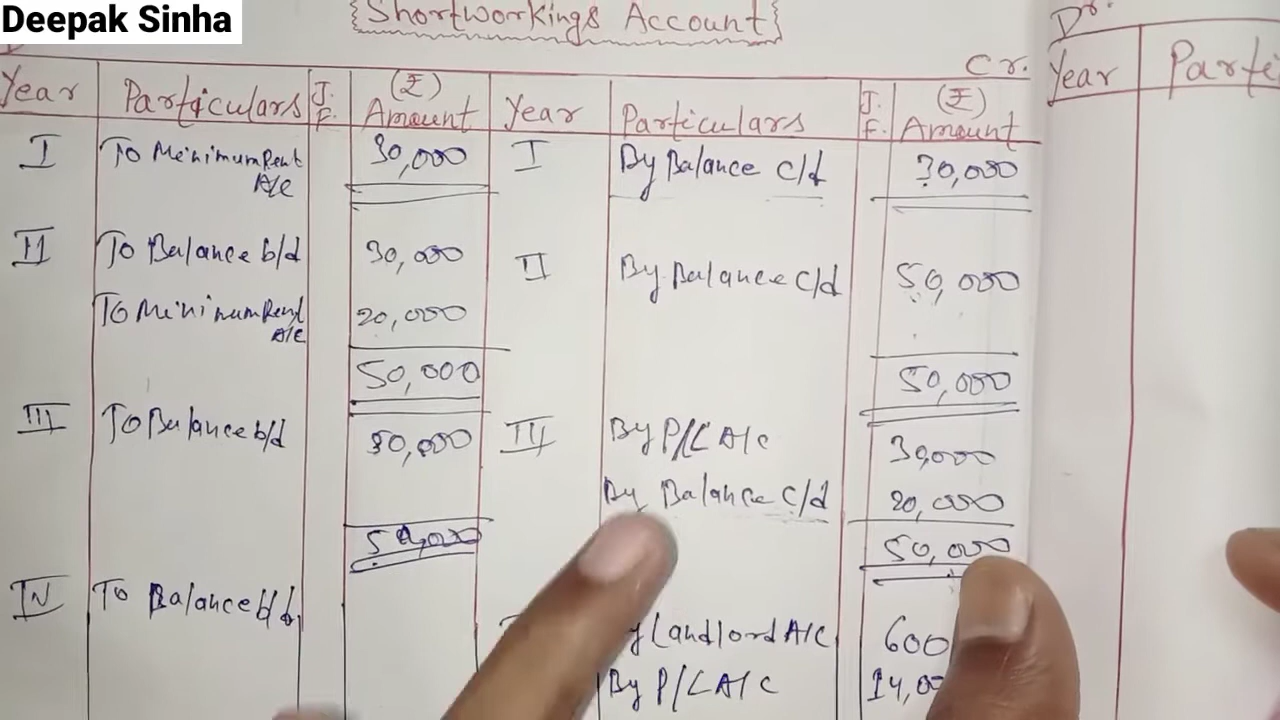 Deepak Sinha
{Shortworkings Account}
Cr. Dr.
Year Particulars J.F. (₹) Amount Year Particulars J.F. (₹) Amount Year
I To Minimum Rent A/C 30,000 I By Balance c/d 30,000
II To Balance b/d 30,000 II By Balance c/d 50,000
To Minimum Rent A/C 20,000
50,000 50,000
III To Balance b/d 50,000 III By P/L A/c 30,000
By Balance c/d 20,000
50,000 50,000
IV To Balance b/d, Landlord A/C
By P/L A/C